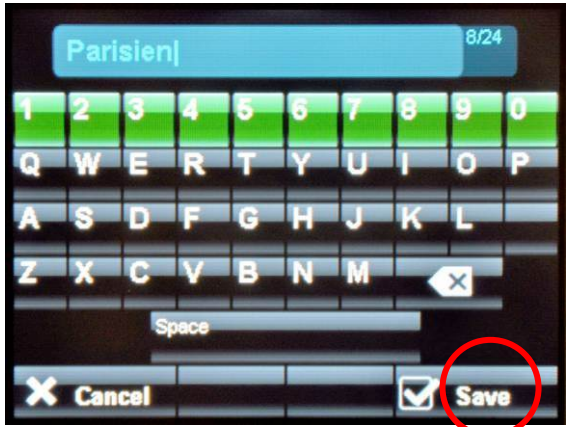 Parisien
8/24
1 2 3 4 5 6 7 8 9 0
Q W E R T Y U I O P
A S D F G H J K L
Z X C V B N M
Space
Cancel Save